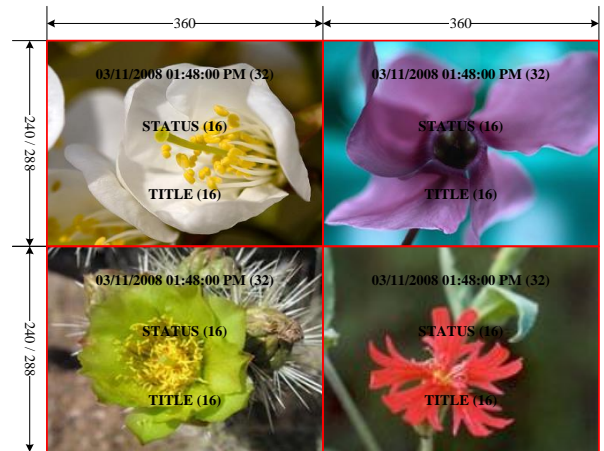 360 360
240 / 288
03/11/2008 01:48:00 PM (32) 03/11/2008 01:48:00 PM (32)
STATUS (16) STATUS (16)
TITLE (16) TITLE (16)
240 / 288
03/11/2008 01:48:00 PM (32) 03/11/2008 01:48:00 PM (32)
STATUS (16) STATUS (16)
TITLE (16) TITLE (16)